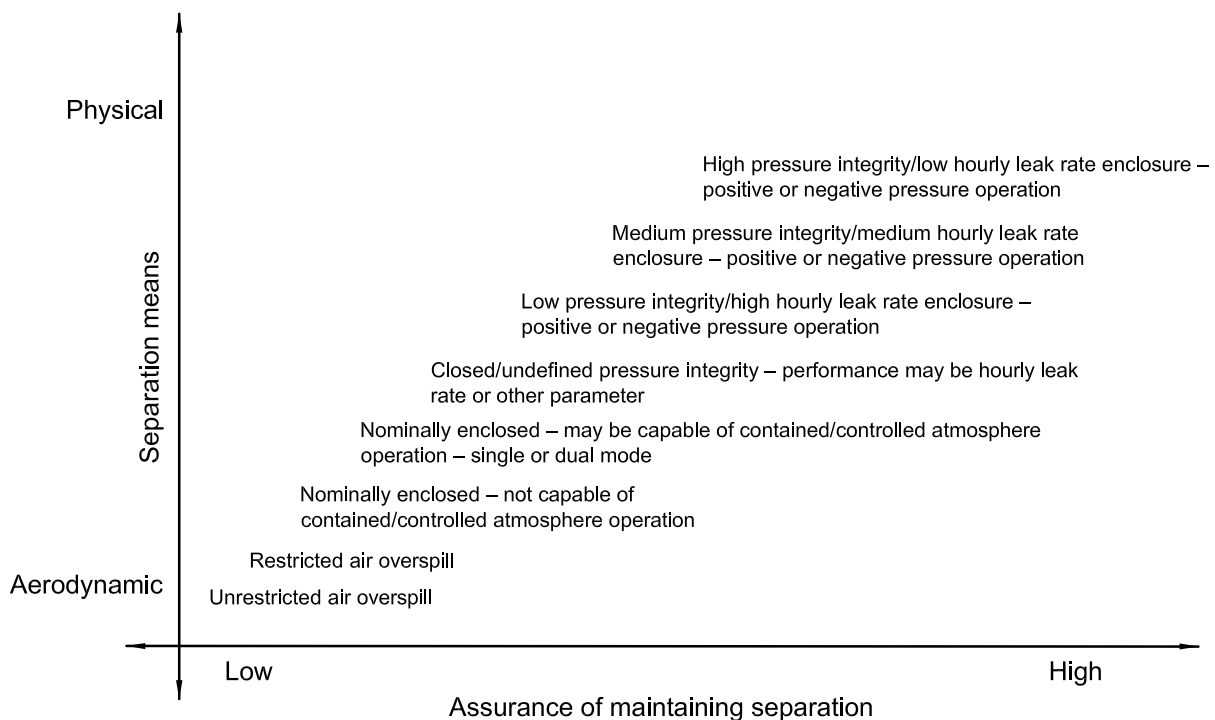 Physical
High pressure integrity/low hourly leak rate enclosure –
positive or negative pressure operation
Medium pressure integrity/medium hourly leak rate
enclosure – positive or negative pressure operation
Low pressure integrity/high hourly leak rate enclosure –
positive or negative pressure operation
Separation means
Closed/undefined pressure integrity – performance may be hourly leak
rate or other parameter
Nominally enclosed – may be capable of contained/controlled atmosphere
operation – single or dual mode
Nominally enclosed – not capable of
contained/controlled atmosphere operation
Restricted air overspill
Aerodynamic
Unrestricted air overspill
Low
High
Assurance of maintaining separation